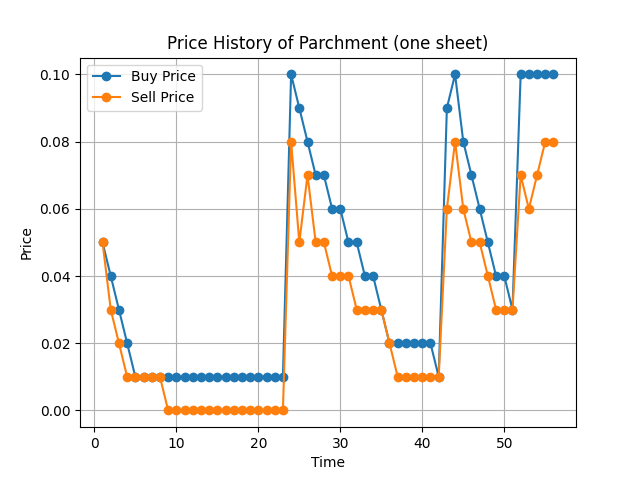 Price History of Parchment (one sheet)
Buy Price
Sell Price
0.10
0.08
0.06
0.04
0.02
0.00
Price
0 10 20 30 40 50
Time